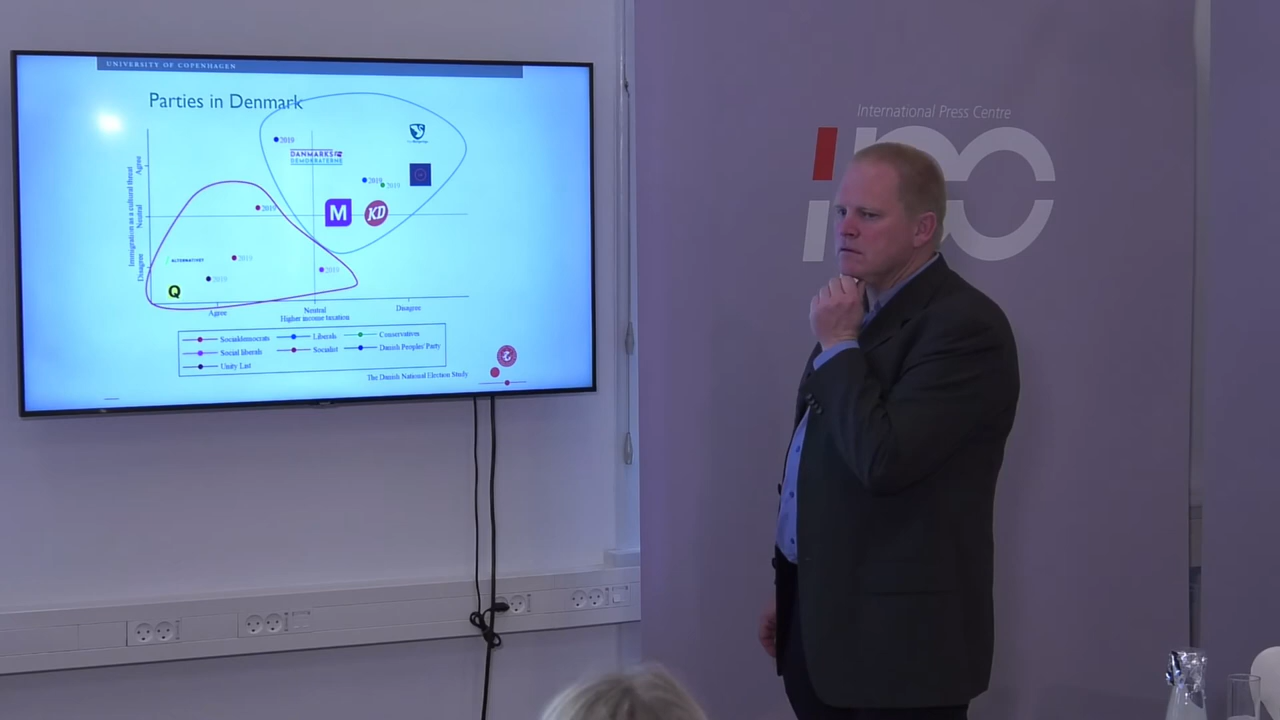 UNIVERSITY OF COPENHAGEN
Parties in Denmark
2019
DANMARKS
DEMOKRATERNE
2019
2019
M
KD
2019
ALTERNATIVET
2019
2019
2019
Q
Immigration as a cultural threat
Disagree
Neutral
Agree
Agree
Neutral
Disagree
Higher income taxation
Socialdemocrats
Liberals
Conservatives
Social liberals
Socialist
Danish Peoples' Party
Unity List
The Danish National Election Study
International Press Centre
ipc